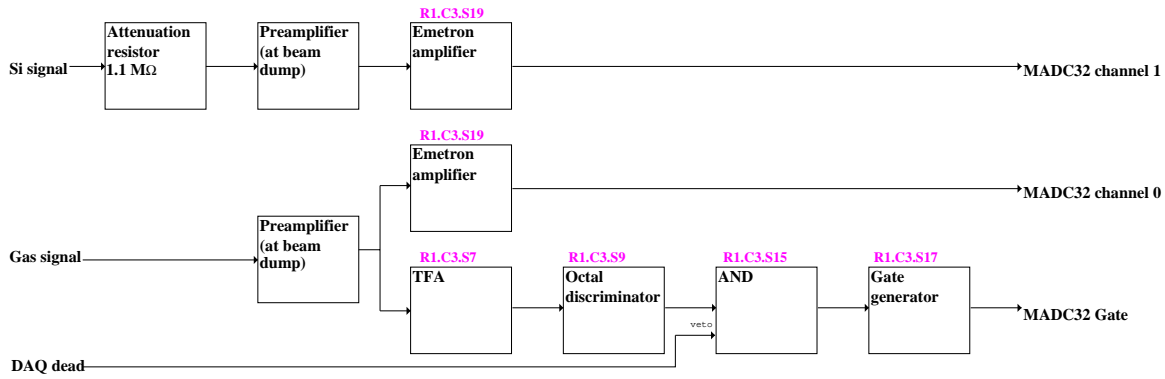 R1.C3.S19
Attenuation
resistor
1.1 MΩ
Preamplifier
(at beam
dump)
Emetron
amplifier
Si signal
MADC32 channel 1
R1.C3.S19
Emetron
amplifier
MADC32 channel 0
Preamplifier
(at beam
dump)
Gas signal
R1.C3.S7
TFA
R1.C3.S9
Octal
discriminator
R1.C3.S15
AND
R1.C3.S17
Gate
generator
MADC32 Gate
veto
DAQ dead